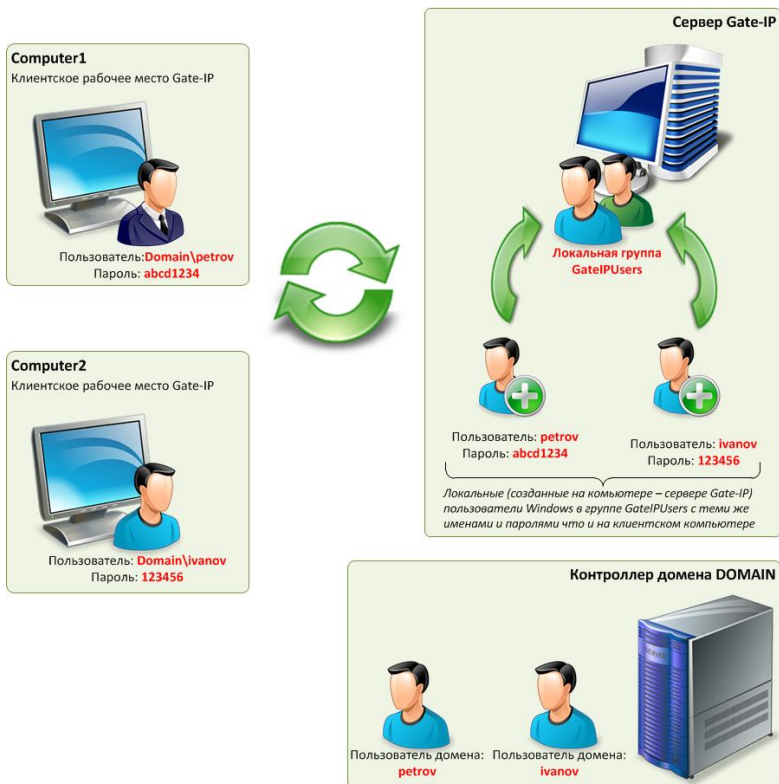 Computer1
Клиентское рабочее место Gate-IP
Пользователь:Domain\petrov
Пароль: abcd1234
Computer2
Клиентское рабочее место Gate-IP
Пользователь: Domain\ivanov
Пароль: 123456
Сервер Gate-IP
Локальная группа
GateIPUsers
Пользователь: petrov
Пароль: abcd1234
Пользователь: ivanov
Пароль: 123456
Локальные (созданные на комьютере – сервере Gate-IP)
пользователи Windows в группе GateIPUsers с теми же
именами и паролями что и на клиентском компьютере
Контроллер домена DOMAIN
SERVER
Пользователь домена:
petrov
Пользователь домена:
ivanov